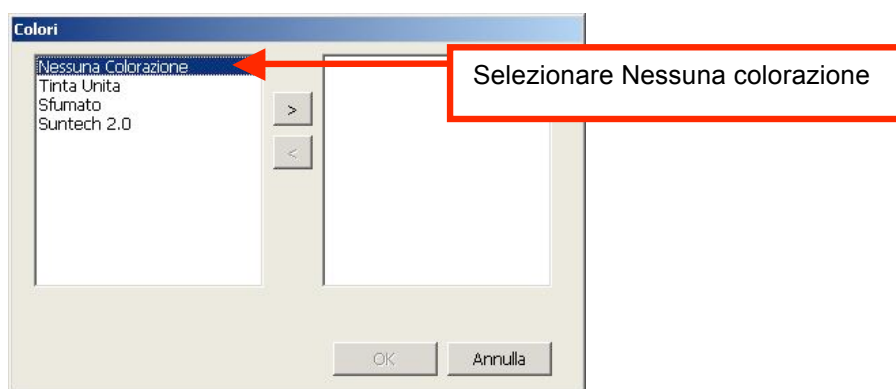 Colori
Nessuna Colorazione
Tinta Unita
Sfumato
Suntech 2.0
>
<
Selezionare Nessuna colorazione
OK
Annulla